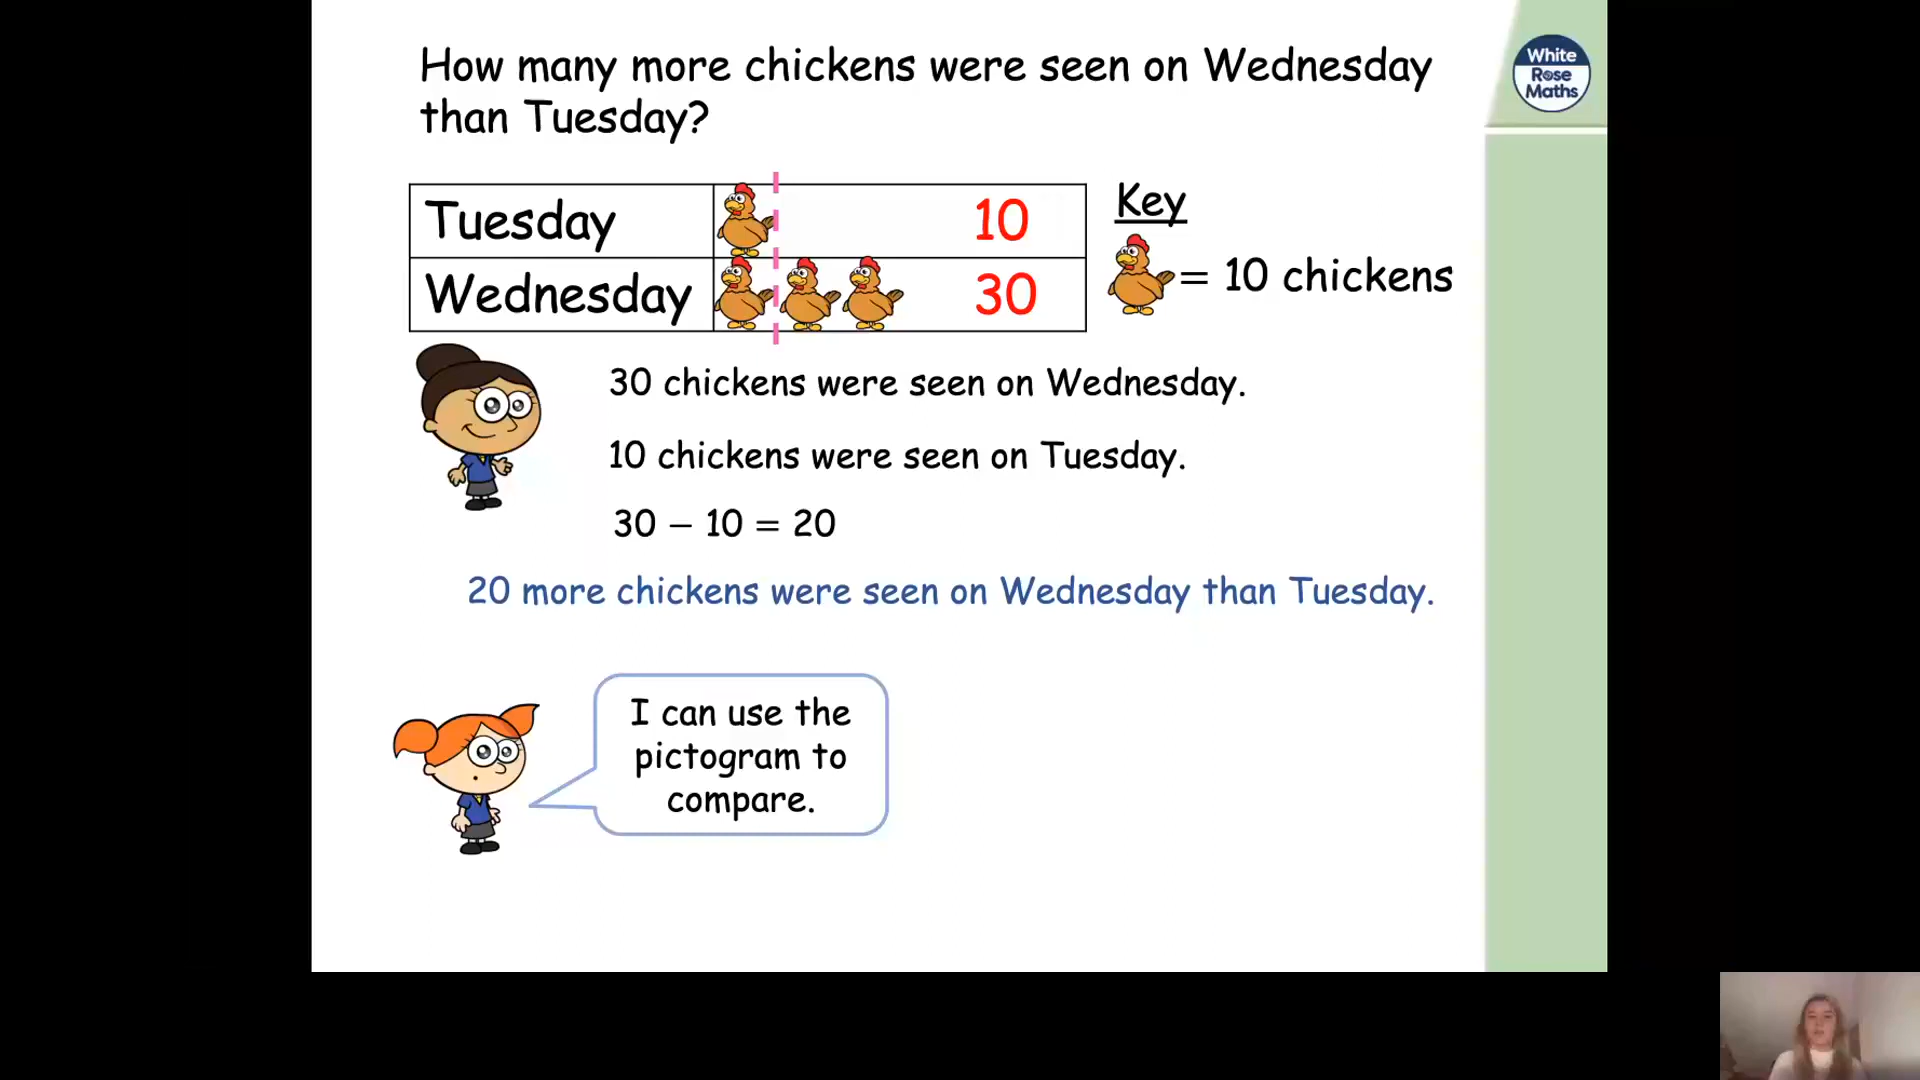 How many more chickens were seen on Wednesday
than Tuesday?
White
Rose
Maths
Tuesday 10
Wednesday 30
Key
= 10 chickens
30 chickens were seen on Wednesday.
10 chickens were seen on Tuesday.
30 − 10 = 20
20 more chickens were seen on Wednesday than Tuesday.
I can use the
pictogram to
compare.